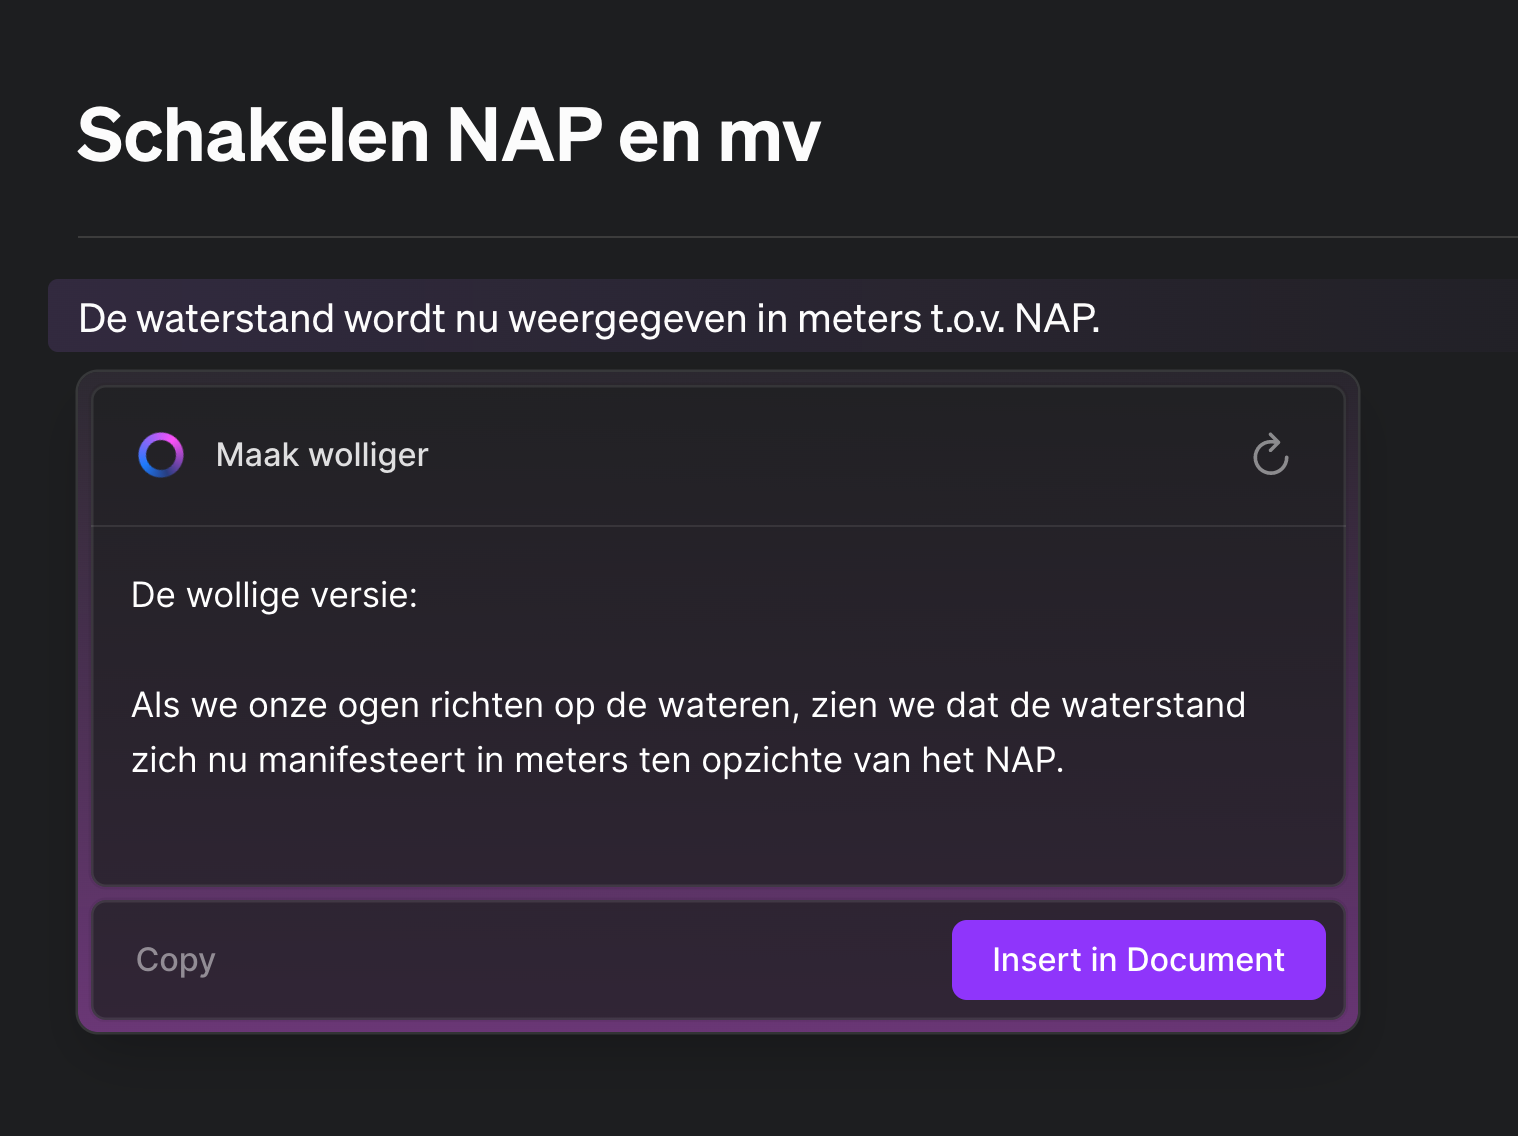 Schakelen NAP en mv
De waterstand wordt nu weergegeven in meters t.o.v. NAP.
Maak wolliger
De wollige versie:
Als we onze ogen richten op de wateren, zien we dat de waterstand
zich nu manifesteert in meters ten opzichte van het NAP.
Copy
Insert in Document